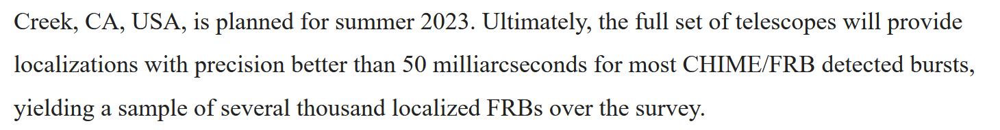 Creek, CA, USA, is planned for summer 2023. Ultimately, the full set of telescopes will provide
localizations with precision better than 50 milliarcseconds for most CHIME/FRB detected bursts,
yielding a sample of several thousand localized FRBs over the survey.